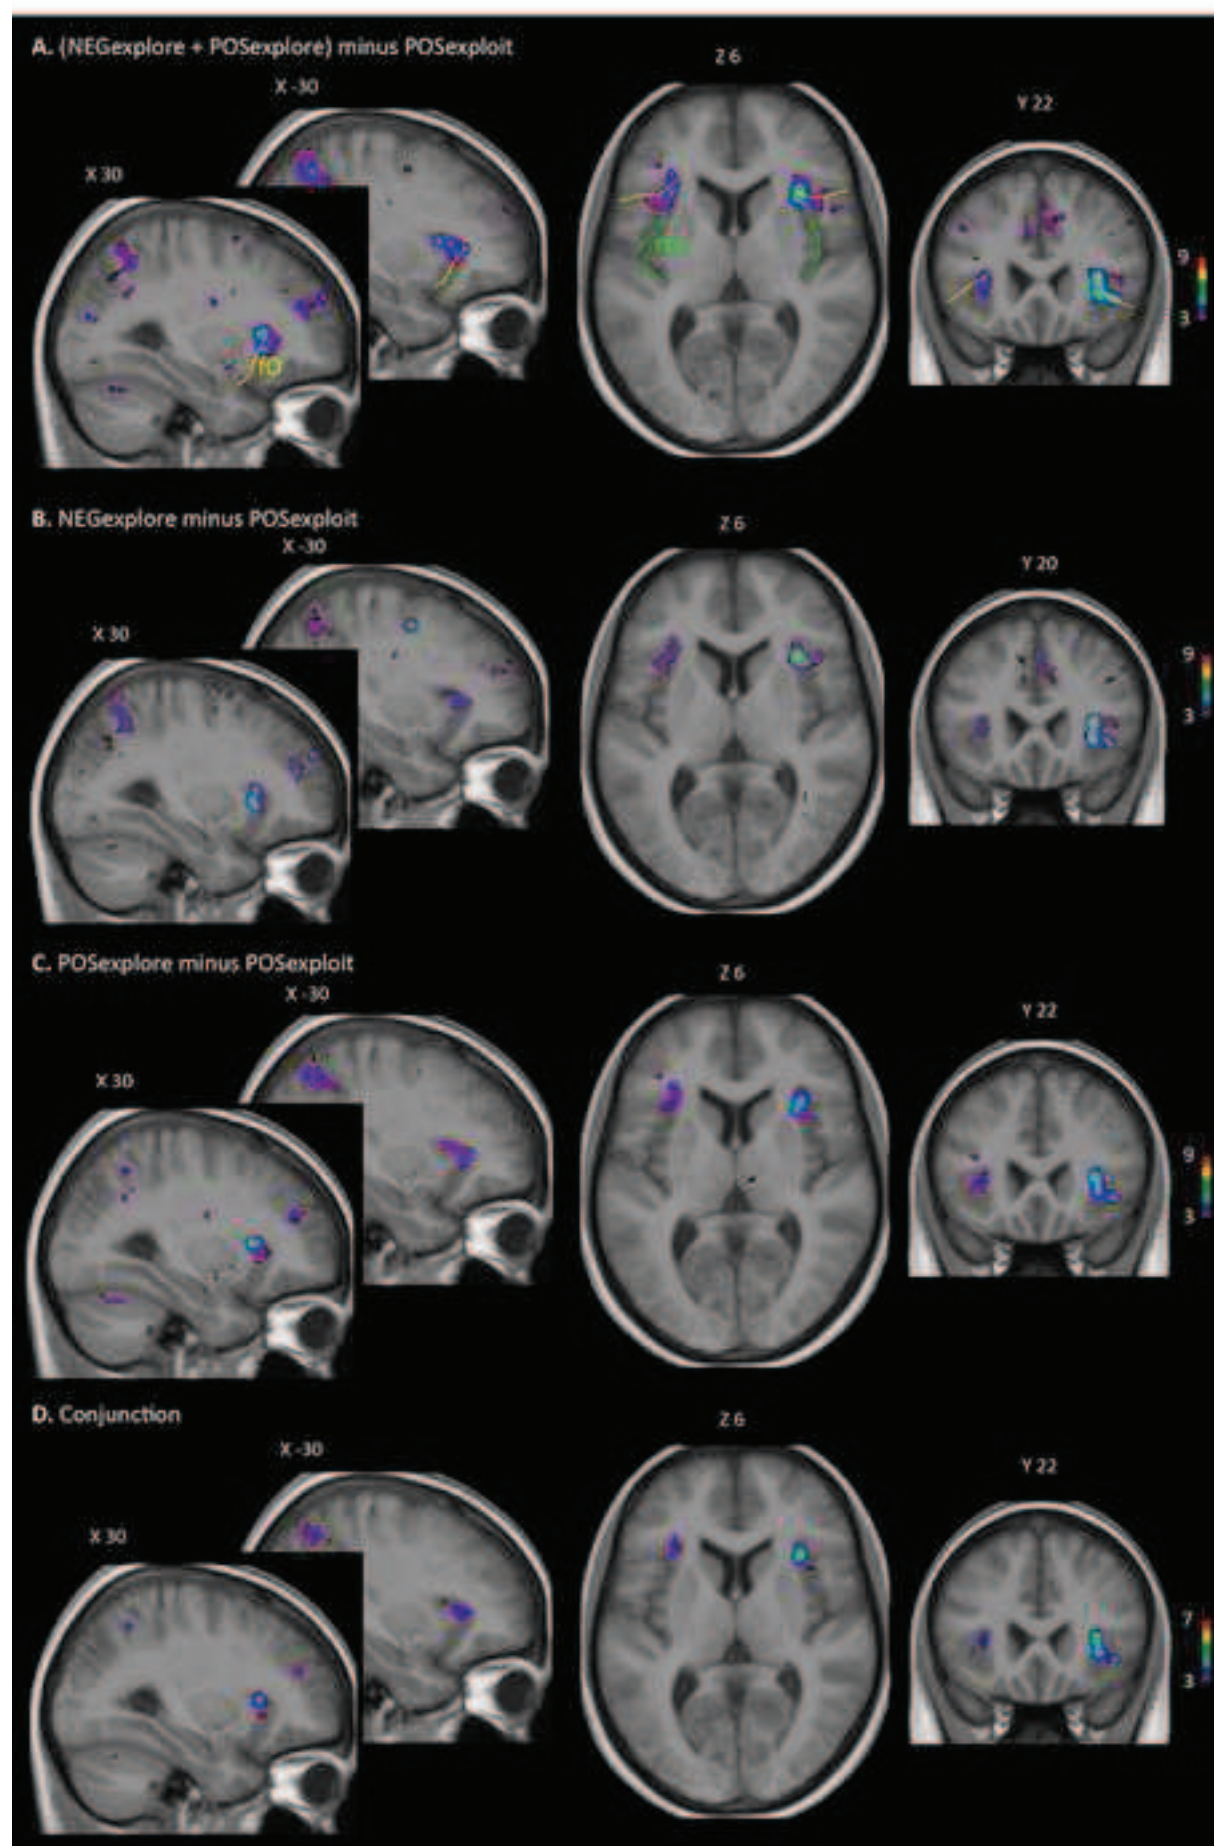 A. (NEGexplore + POSexplore) minus POSexploit
Z 6
X -30
Y 22
X 30
9
3
fO
B. NEGexplore minus POSexploit
Z 6
X -30
Y 20
X 30
9
3
C. POSexplore minus POSexploit
Z 6
X -30
Y 22
X 30
9
3
D. Conjunction
Z 6
X -30
Y 22
X 30
7
3